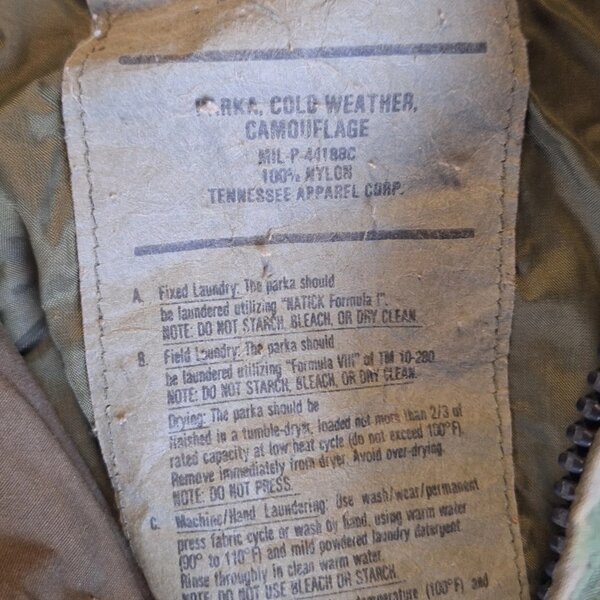 PARKA, COLD WEATHER,
CAMOUFLAGE
MIL-P-44188C
100% NYLON
TENNESSEE APPAREL CORP.
A. Fixed Laundry: The parka should
be laundered utilizing "NATICK Formula I".
NOTE: DO NOT STARCH, BLEACH, OR DRY CLEAN.
B. Field Laundry: The parka should
be laundered utilizing "Formula VIII" of TM 10-280
NOTE: DO NOT STARCH, BLEACH, OR DRY CLEAN.
Drying: The parka should be
finished in a tumble-dryer, loaded not more than 2/3 of
rated capacity at low heat cycle (do not exceed 100°F).
Remove immediately from dryer. Avoid over-drying.
NOTE: DO NOT PRESS.
C. Machine/Hand Laundering: Use wash/wear/permanent
press fabric cycle or wash by hand, using warm water
(90° to 110°F) and mild powdered laundry detergent
Rinse thoroughly in clean warm water.
NOTE: DO NOT USE BLEACH OR STARCH
temperature (100°F) and